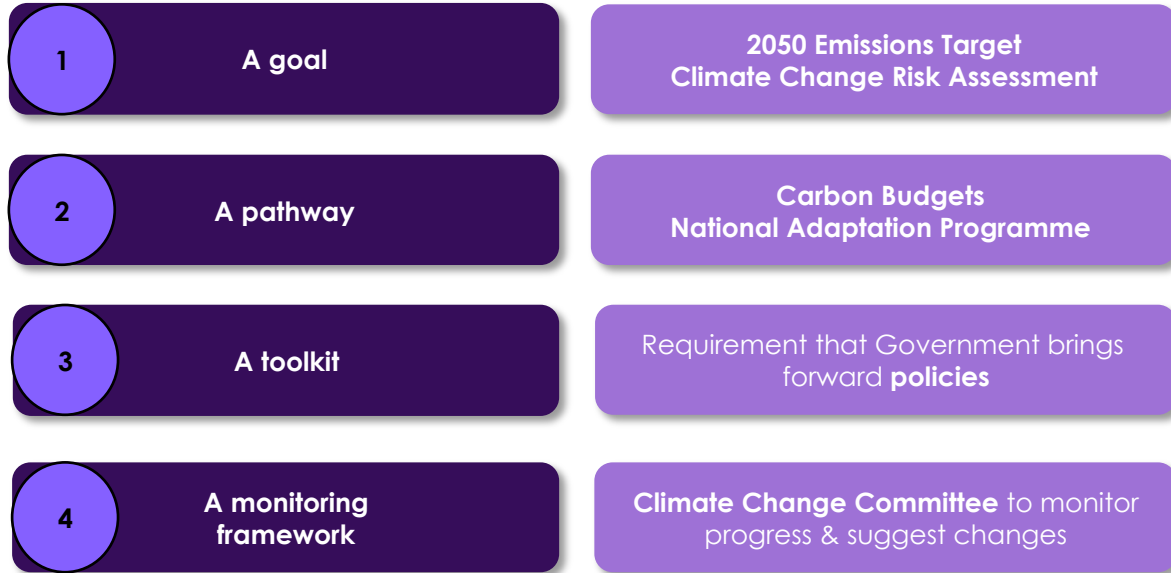 1
A goal
2050 Emissions Target
Climate Change Risk Assessment
2
A pathway
Carbon Budgets
National Adaptation Programme
3
A toolkit
Requirement that Government brings
forward policies
4
A monitoring
framework
Climate Change Committee to monitor
progress & suggest changes